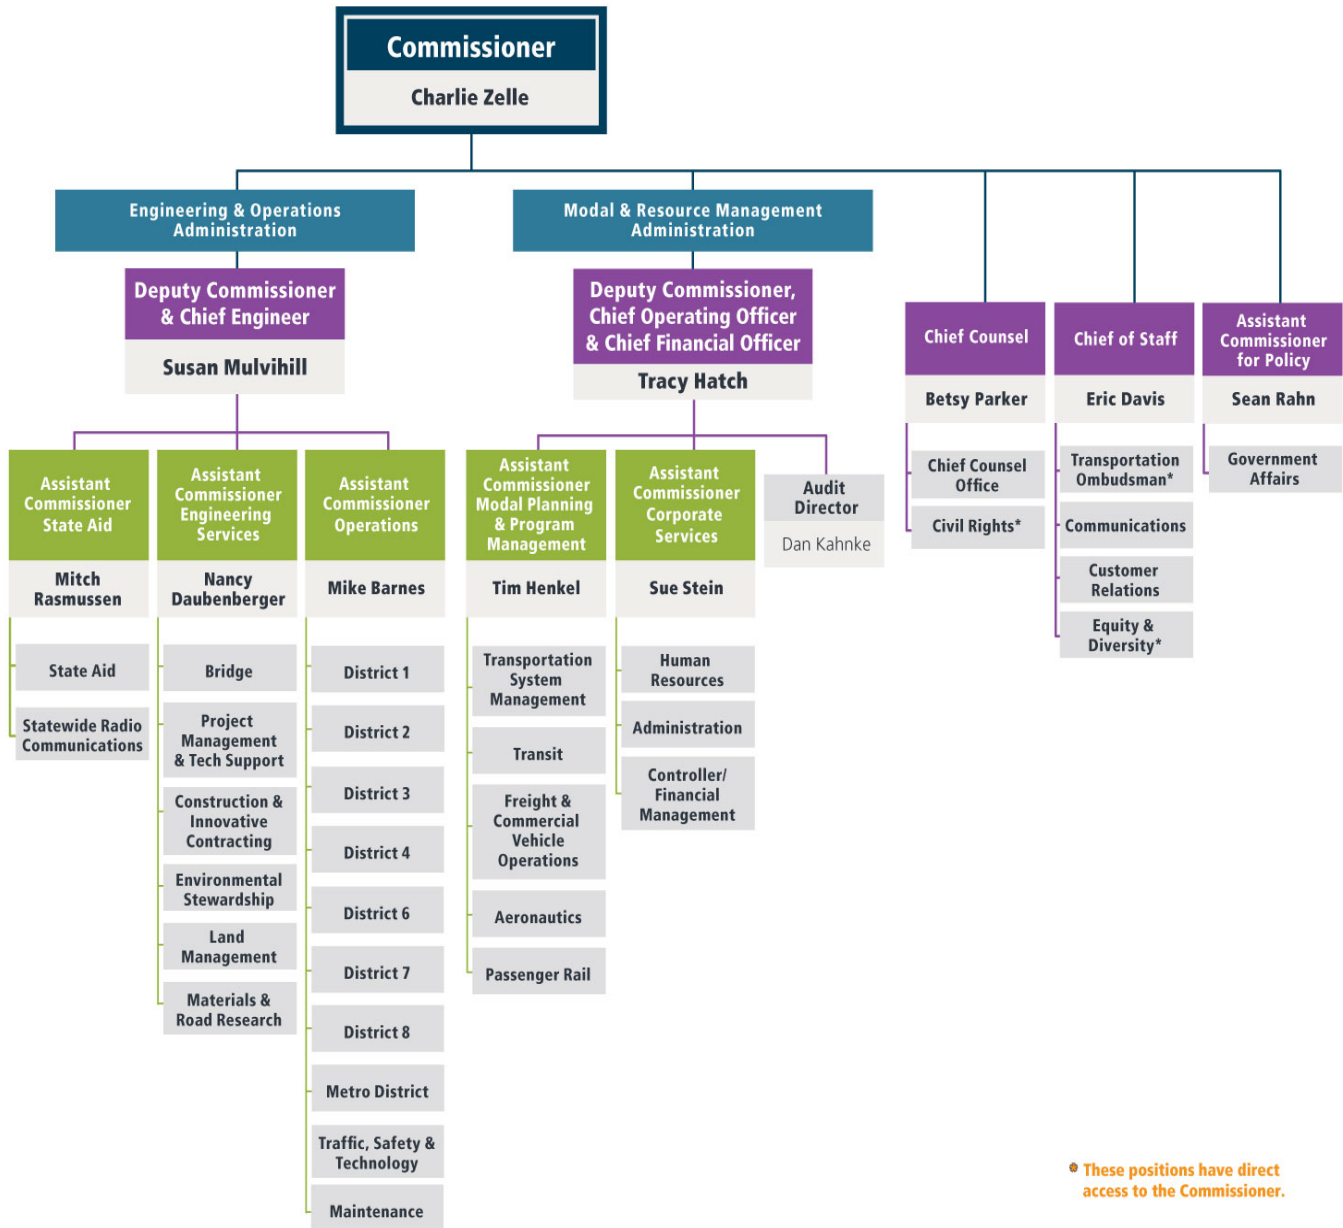 Commissioner
Charlie Zelle
Engineering & Operations
Administration
Deputy Commissioner
& Chief Engineer
Susan Mulvihill
Assistant
Commissioner
State Aid
Mitch
Rasmussen
State Aid
Statewide Radio
Communications
Assistant
Commissioner
Engineering
Services
Nancy
Daubenberger
Bridge
Project
Management
& Tech Support
Construction &
Innovative
Contracting
Environmental
Stewardship
Land
Management
Materials &
Road Research
Assistant
Commissioner
Operations
Mike Barnes
District 1
District 2
District 3
District 4
District 6
District 7
District 8
Metro District
Traffic, Safety &
Technology
Maintenance
Modal & Resource Management
Administration
Deputy Commissioner,
Chief Operating Officer
& Chief Financial Officer
Tracy Hatch
Assistant
Commissioner
Modal Planning
& Program
Management
Tim Henkel
Transportation
System
Management
Transit
Freight &
Commercial
Vehicle
Operations
Aeronautics
Passenger Rail
Assistant
Commissioner
Corporate
Services
Sue Stein
Human
Resources
Administration
Controller/
Financial
Management
Audit
Director
Dan Kahnke
Chief Counsel
Betsy Parker
Chief Counsel
Office
Civil Rights*
Chief of Staff
Eric Davis
Transportation
Ombudsman*
Communications
Customer
Relations
Equity &
Diversity*
Assistant
Commissioner
for Policy
Sean Rahn
Government
Affairs
* These positions have direct
access to the Commissioner.